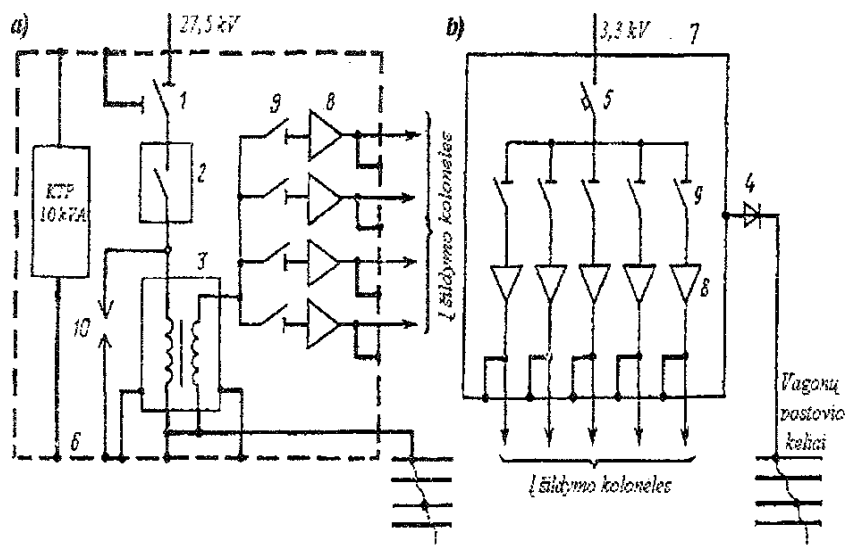 a)
27,5 kV
1
2
KTP
10 kVA
3
10
6
9
8
Į šildymo koloneles
b)
3,3 kV
7
5
9
4
8
Į šildymo koloneles
Vagonų
postovio
keliai